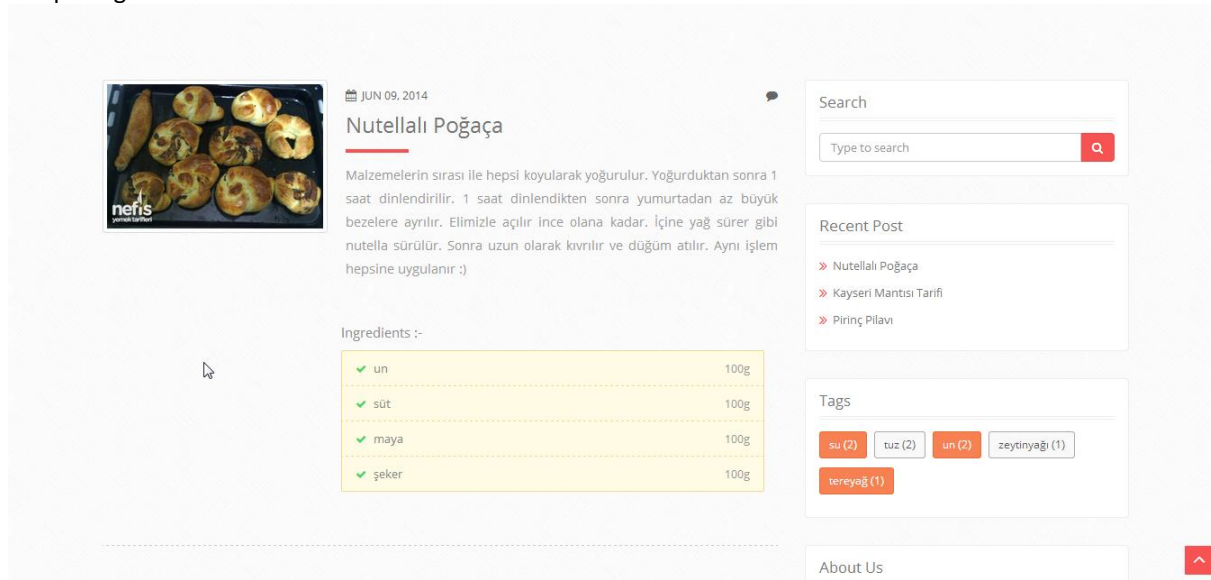 JUN 09, 2014
Nutellalı Poğaça
Malzemelerin sırası ile hepsi koyularak yoğurulur. Yoğurduktan sonra 1
saat dinlendirilir. 1 saat dinlendikten sonra yumurtadan az büyük
bezelere ayrılır. Elimizle açılır ince olana kadar. İçine yağ sürer gibi
nutella sürülür. Sonra uzun olarak kıvrılır ve düğüm atılır. Aynı işlem
hepsine uygulanır :)
Ingredients :-
un 100g
süt 100g
maya 100g
şeker 100g
nefis
yemek tarifleri
Search
Type to search
Recent Post
Nutellalı Poğaça
Kayseri Mantısı Tarifi
Pirinç Pilavı
Tags
su (2) tuz (2) un (2) zeytinyağı (1)
tereyağ (1)
About Us